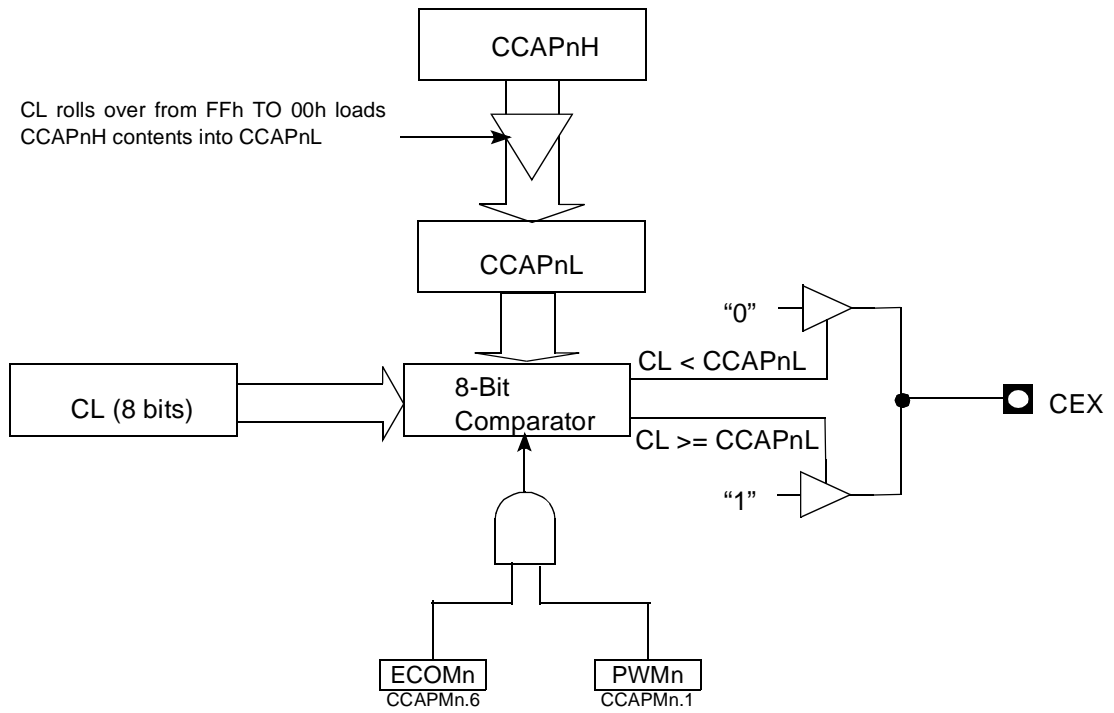 CCAPnH
CL rolls over from FFh TO 00h loads
CCAPnH contents into CCAPnL
CCAPnL
“0”
CL < CCAPnL
CL (8 bits)
8-Bit
Comparator
CEX
CL >= CCAPnL
“1”
ECOMn
CCAPMn.6
PWMn
CCAPMn.1